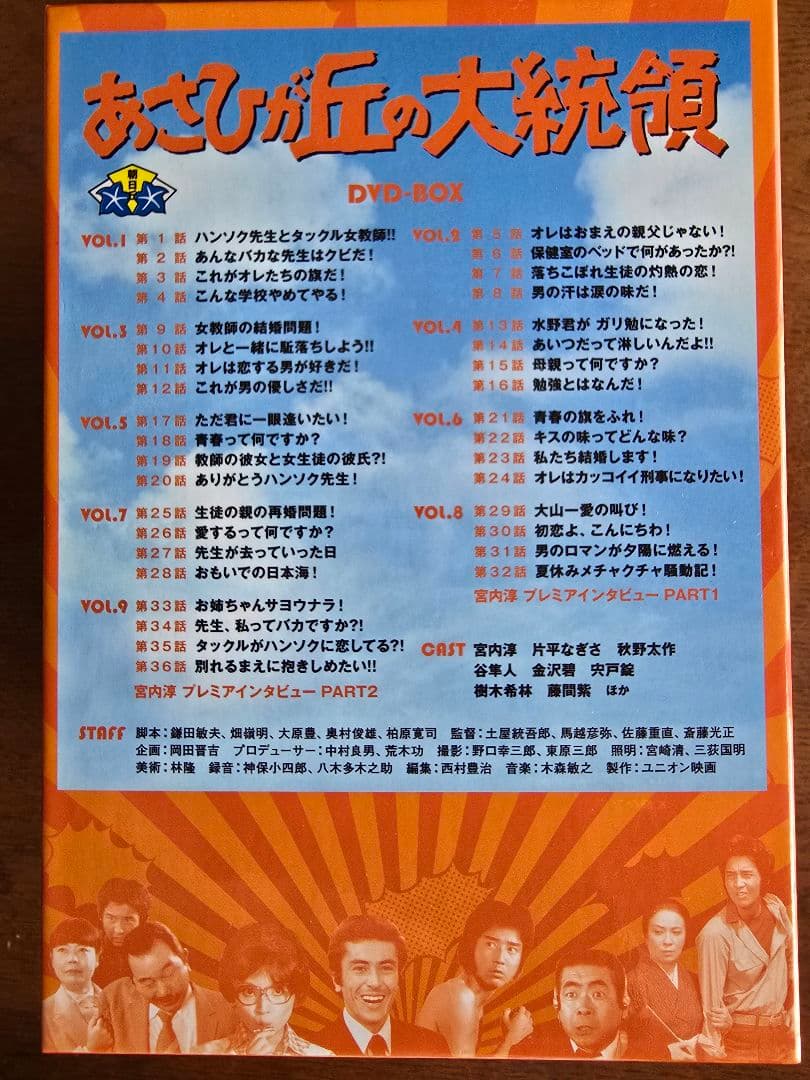 あさひが丘の大統領
朝日
DVD-BOX
VOL.1 第1話 ハンソク先生とタックル女教師!!
第2話 あんなバカな先生はクビだ!
第3話 これがオレたちの旗だ!
第4話 こんな学校やめてやる!
VOL.2 第5話 オレはおまえの親父じゃない!
第6話 保健室のベッドで何があったか?!
第7話 落ちこぼれ生徒の灼熱の恋!
第8話 男の汗は涙の味だ!
VOL.3 第9話 女教師の結婚問題!
第10話 オレと一緒に駈落ちしよう!!
第11話 オレは恋する男が好きだ!
第12話 これが男の優しさだ!!
VOL.4 第13話 水野君が ガリ勉になった!
第14話 あいつだって淋しいんだよ!!
第15話 母親って何ですか?
第16話 勉強とはなんだ!
VOL.5 第17話 ただ君に一眼逢いたい!
第18話 青春って何ですか?
第19話 教師の彼女と女生徒の彼氏?!
第20話 ありがとうハンソク先生!
VOL.6 第21話 青春の旗をふれ!
第22話 キスの味ってどんな味?
第23話 私たち結婚します!
第24話 オレはカッコイイ刑事になりたい!
VOL.7 第25話 生徒の親の再婚問題!
第26話 愛するって何ですか?
第27話 先生が去っていった日
第28話 おもいでの日本海!
VOL.8 第29話 大山一愛の叫び!
第30話 初恋よ、こんにちわ!
第31話 男のロマンが夕陽に燃える!
第32話 夏休みメチャクチャ騒動記!
宮内淳 プレミアインタビュー PART1
VOL.9 第33話 お姉ちゃんサヨウナラ!
第34話 先生、私ってバカですか?!
第35話 タックルがハンソクに恋してる?!
第36話 別れるまえに抱きしめたい!!
宮内淳 プレミアインタビュー PART2
CAST 宮内淳 片平なぎさ 秋野太作
谷隼人 金沢碧 宍戸錠
樹木希林 藤間紫 ほか
STAFF 脚本:鎌田敏夫、畑嶺明、大原豊、奥村俊雄、柏原寛司 監督:土屋統吾郎、馬越彦弥、佐藤重直、斎藤光正
企画:岡田晋吉 プロデューサー:中村良男、荒木功 撮影:野口幸三郎、東原三郎 照明:宮崎清、三荻国明
美術:林隆 録音:神保小四郎、八木多木之助 編集:西村豊治 音楽:木森敏之 製作:ユニオン映画